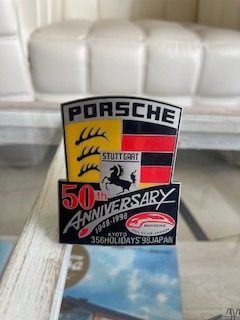 PORSCHE
STUTTGART
50th
ANNIVERSARY
1948-1998
KYOTO
356HOLIDAYS'98JAPAN